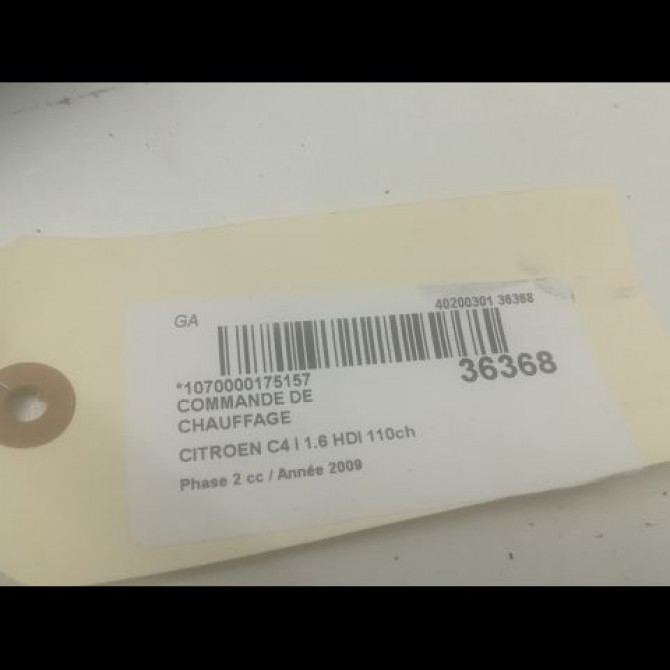 GA
40200301 36368
36368
*1070000175157
COMMANDE DE
CHAUFFAGE
CITROEN C4 I 1.6 HDI 110ch
Phase 2 cc / Année 2009